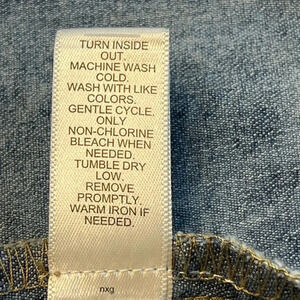 TURN INSIDE
OUT.
MACHINE WASH
COLD.
WASH WITH LIKE
COLORS.
GENTLE CYCLE.
ONLY
NON-CHLORINE
BLEACH WHEN
NEEDED.
TUMBLE DRY
LOW.
REMOVE
PROMPTLY.
WARM IRON IF
NEEDED.
nxg